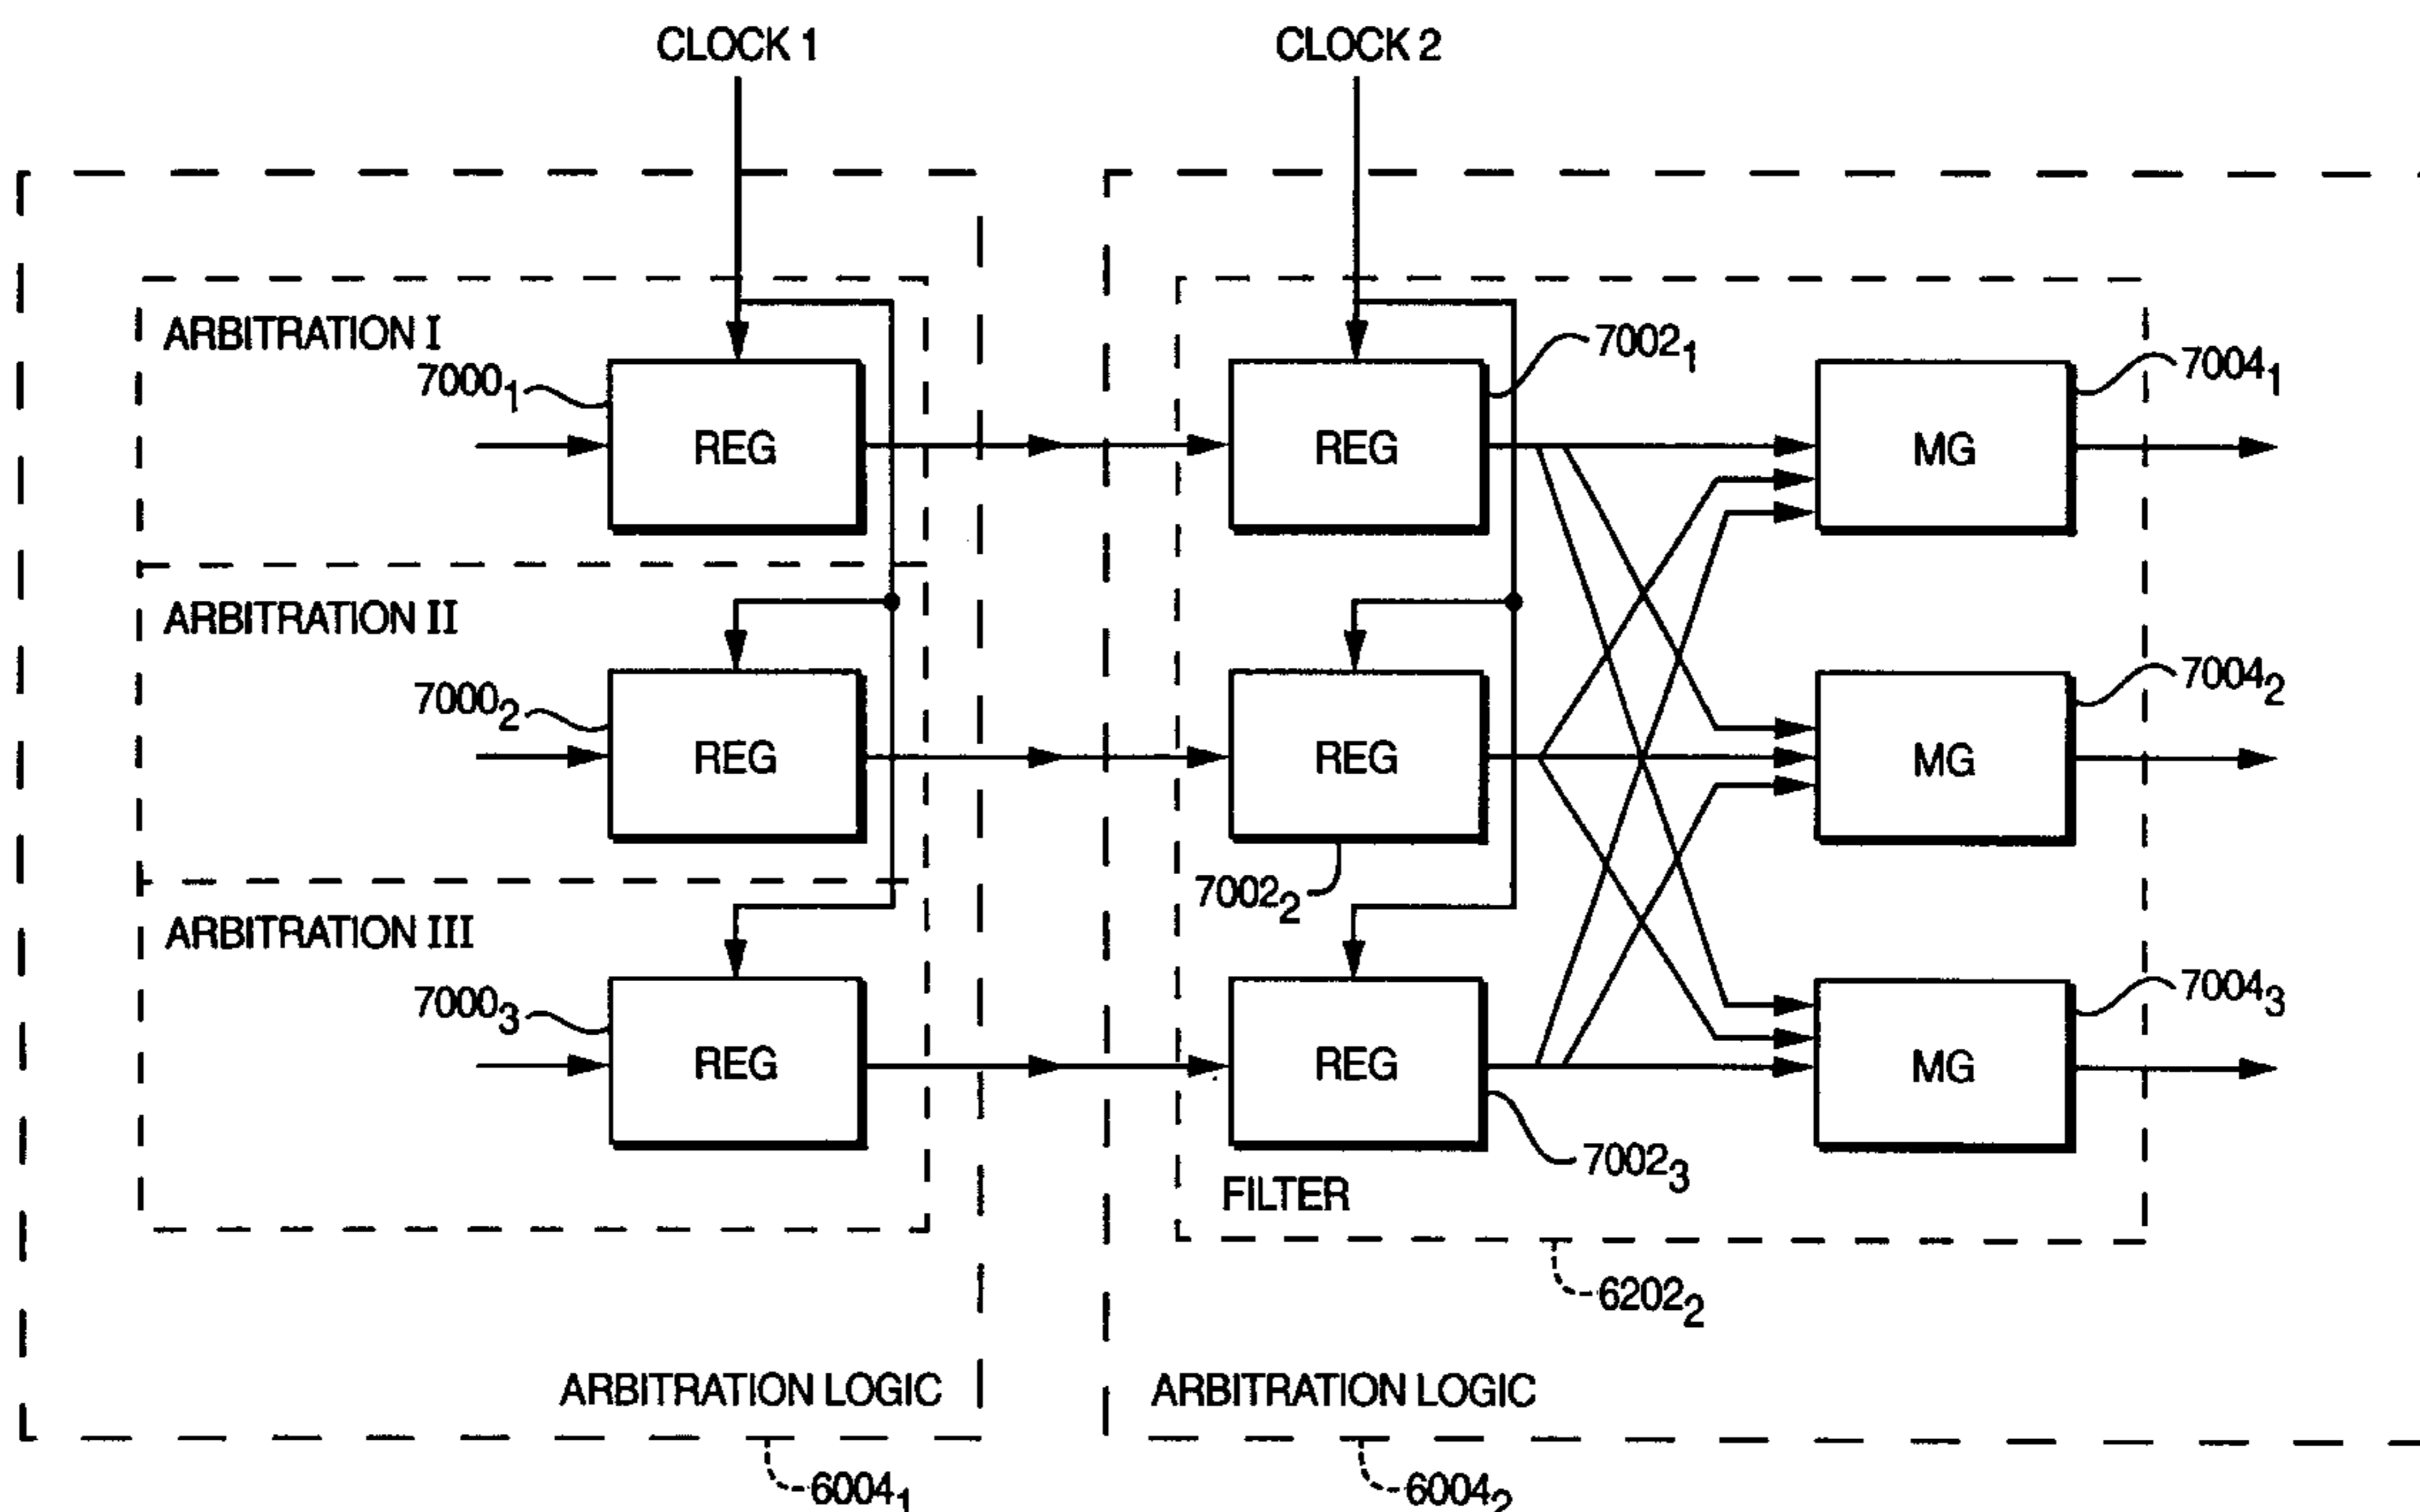 CLOCK 1
CLOCK 2
ARBITRATION I
7000₁
REG
REG
7002₁
MG
7004₁
ARBITRATION II
7000₂
REG
REG
7002₂
MG
7004₂
ARBITRATION III
7000₃
REG
REG
7002₃
MG
7004₃
FILTER
6202₂
ARBITRATION LOGIC
ARBITRATION LOGIC
6004₁
6004₂